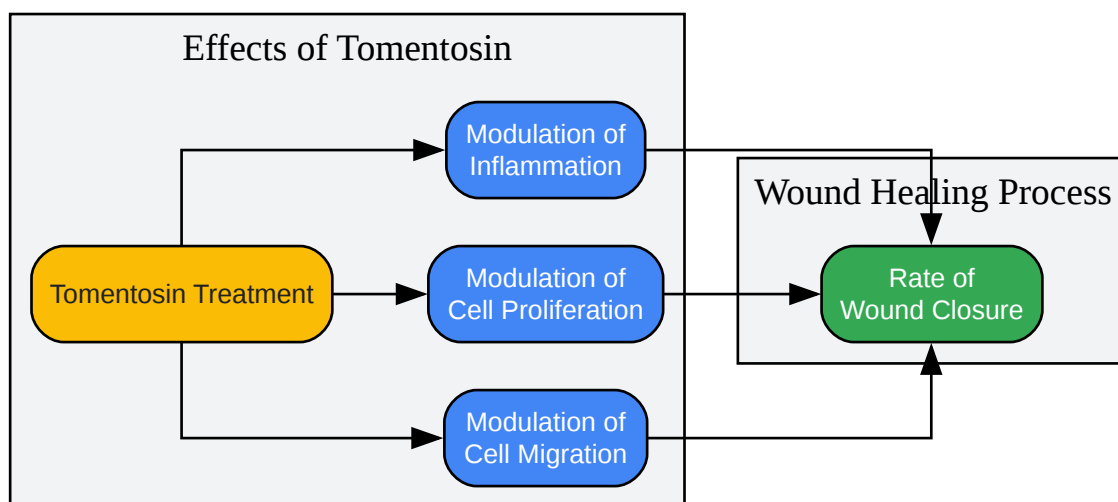 Effects of Tomentosin
Modulation of
Inflammation
Wound Healing Process
Tomentosin Treatment
Modulation of
Cell Proliferation
Rate of
Wound Closure
Modulation of
Cell Migration